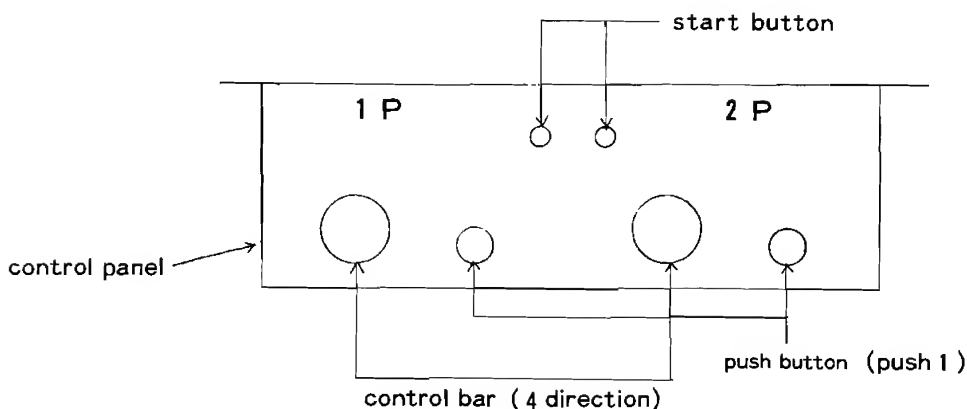 start button
1 P
2 P
control panel
push button (push 1)
control bar (4 direction)